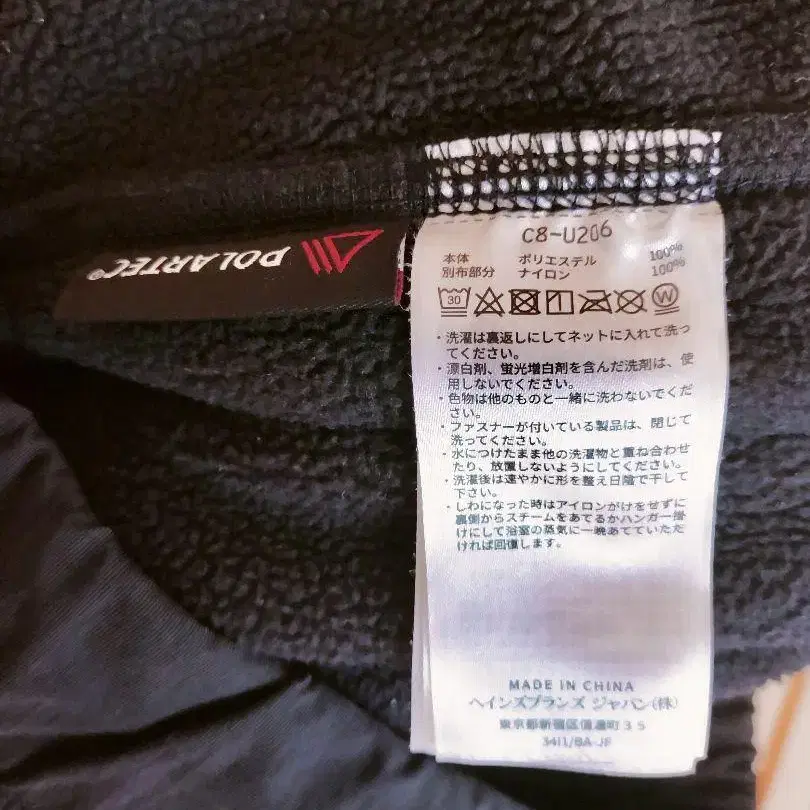 POLARTEC®
C8-U206
本体 ポリエステル 100%
別布部分 ナイロン 100%
30 W
・洗濯は裏返しにしてネットに入れて洗っ
てください。
・漂白剤、蛍光増白剤を含んだ洗剤は、使
用しないでください。
・色物は他のものと一緒に洗わないでくだ
さい。
・ファスナーが付いている製品は、閉じて
洗ってください。
・水につけたまま他の洗濯物と重ね合わせ
たり、放置しないようにしてください。
・洗濯後は速やかに形を整え日陰で干して
下さい。
・しわになった時はアイロンがけをせずに
裏側からスチームをあてるかハンガー掛
けにして浴室の蒸気に一晩あてていただ
ければ回復します。
MADE IN CHINA
ヘインズブランズ ジャパン(株)
東京都新宿区信濃町35
34I1/BA-JF